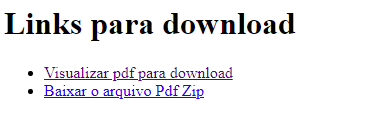 Links para download
Visualizar pdf para download
Baixar o arquivo Pdf Zip